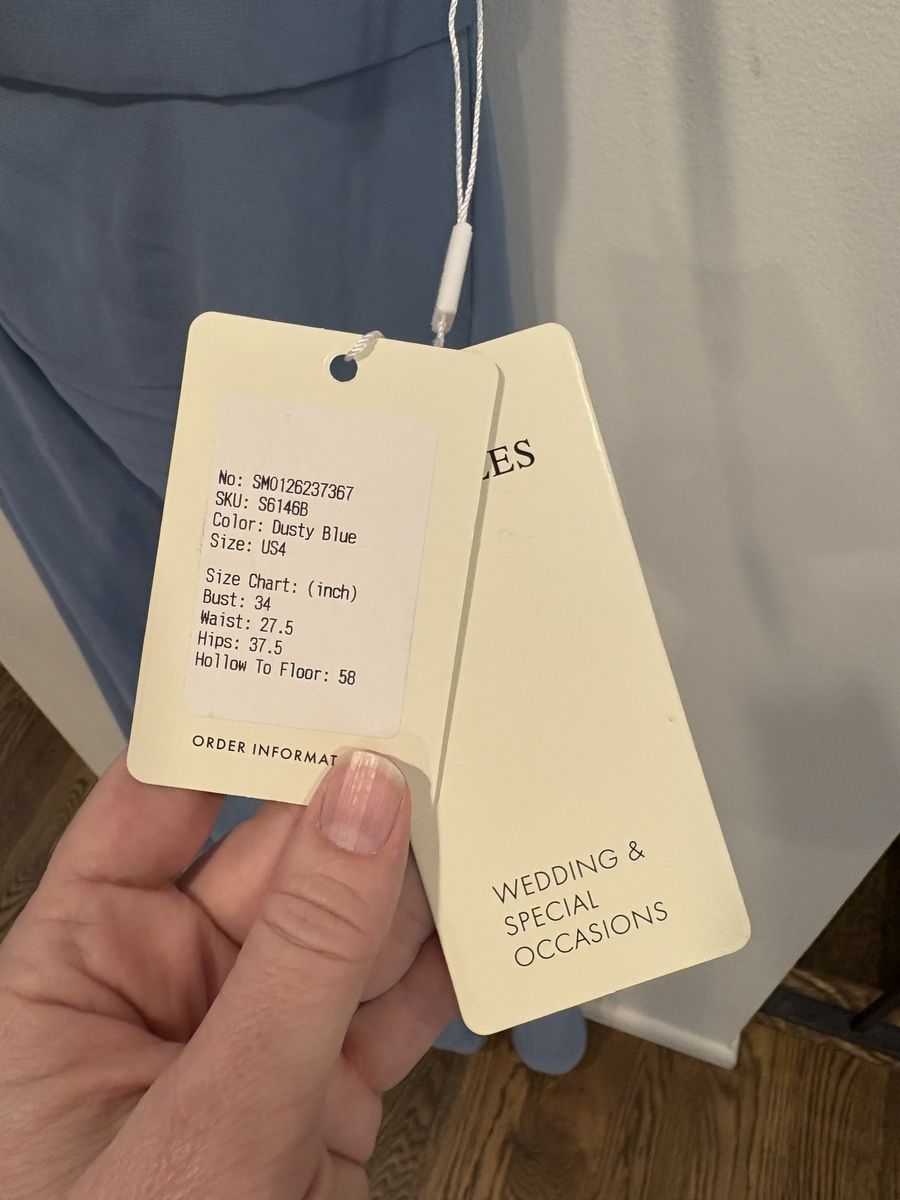 No: SM0126237367
SKU: S6146B
Color: Dusty Blue
Size: US4
Size Chart: (inch)
Bust: 34
Waist: 27.5
Hips: 37.5
Hollow To Floor: 58
ORDER INFORMAT
LES
WEDDING &
SPECIAL
OCCASIONS